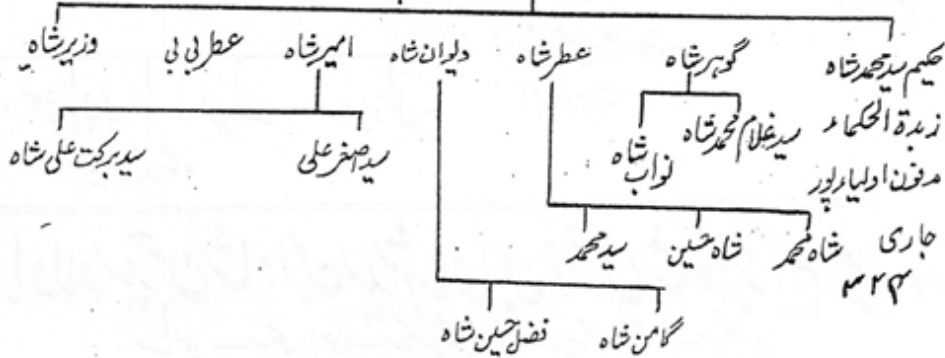 حکیم سید محمد شاہ گوہر شاہ عطر شاہ دیوان شاہ امیر شاہ عطر بی بی وزیر شاہ
زبدۃ الحکماء
مدفون اولیاء پور
جاری
۴۲۴
سید غلام محمد شاہ نواب شاہ
سید اصغر علی سید برکت علی شاہ
شاہ محمد شاہ حسین سید محمد
گامن شاہ فضل حسین شاہ